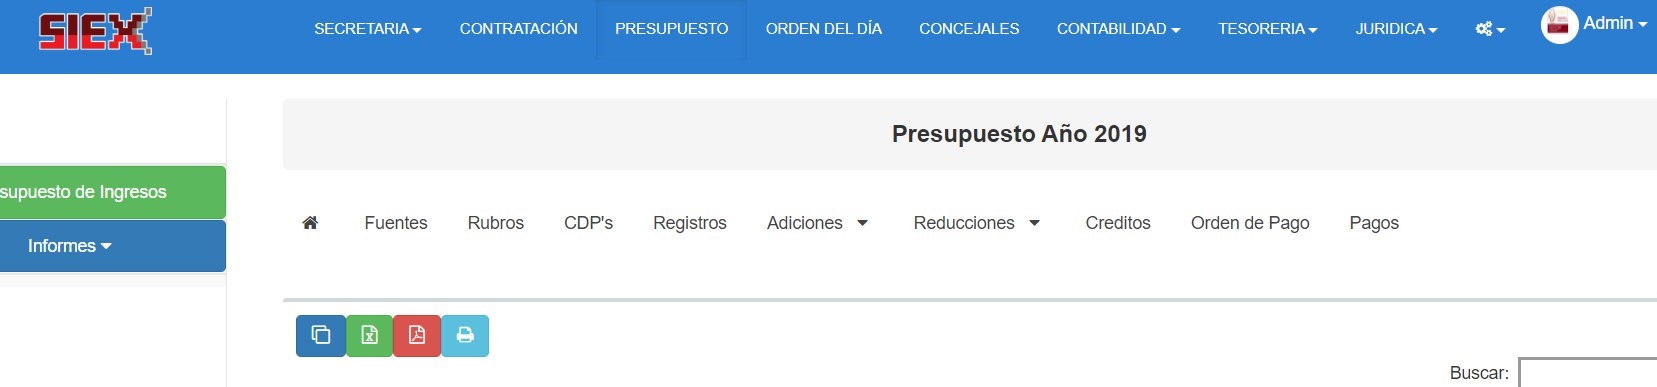 SIEX
SECRETARIA CONTRATACIÓN PRESUPUESTO ORDEN DEL DÍA CONCEJALES CONTABILIDAD TESORERIA JURIDICA Admin
Presupuesto Año 2019
supuesto de Ingresos
Informes
Fuentes Rubros CDP's Registros Adiciones Reducciones Creditos Orden de Pago Pagos
Buscar: